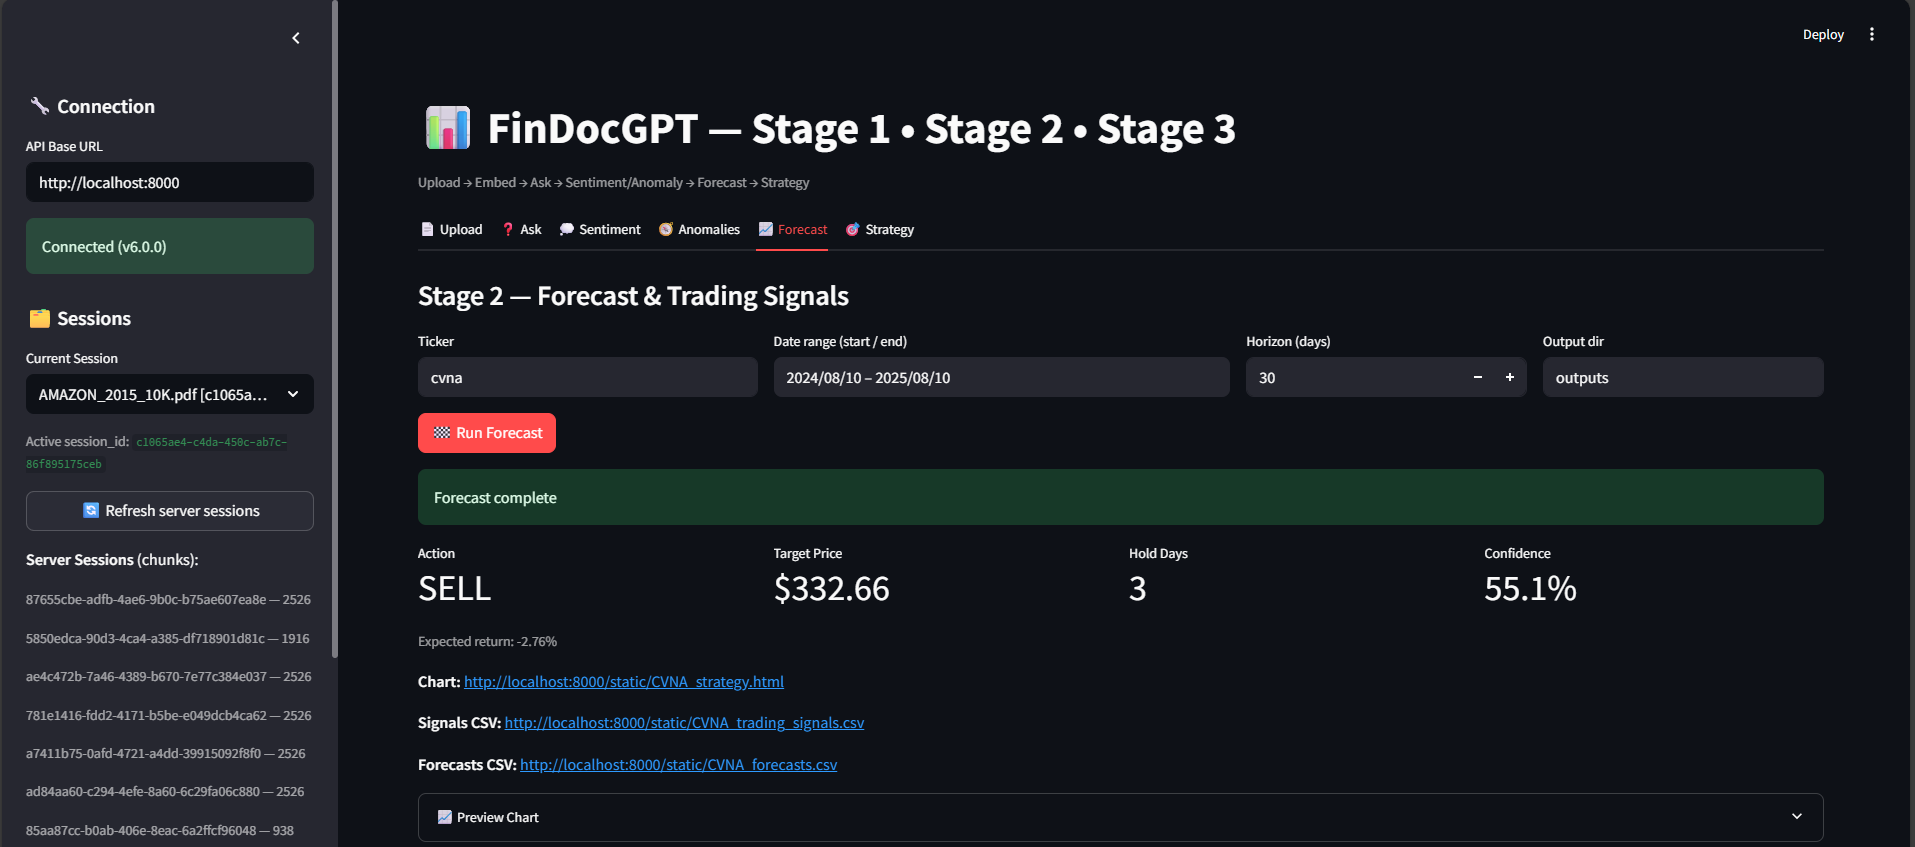 Deploy
Connection
API Base URL
http://localhost:8000
Connected (v6.0.0)
Sessions
Current Session
AMAZON_2015_10K.pdf [c1065a...
Active session_id: c1065ae4-c4da-450c-ab7c-
86f895175ceb
Refresh server sessions
Server Sessions (chunks):
87655cbe-adfb-4ae6-9b0c-b75ae607ea8e — 2526
5850edca-90d3-4ca4-a385-df718901d81c — 1916
ae4c472b-7a46-4389-b670-7e77c384e037 — 2526
781e1416-fdd2-4171-b5be-e049dcb4ca62 — 2526
a7411b75-0afd-4721-a4dd-39915092f8f0 — 2526
ad84aa60-c294-4efe-8a60-6c29fa06c880 — 2526
85aa87cc-b0ab-406e-8eac-6a2ffcf96048 — 938
FinDocGPT — Stage 1 • Stage 2 • Stage 3
Upload → Embed → Ask → Sentiment/Anomaly → Forecast → Strategy
Upload Ask Sentiment Anomalies Forecast Strategy
Stage 2 — Forecast & Trading Signals
Ticker Date range (start / end) Horizon (days) Output dir
cvna 2024/08/10 – 2025/08/10 30 − + outputs
Run Forecast
Forecast complete
Action Target Price Hold Days Confidence
SELL $332.66 3 55.1%
Expected return: -2.76%
Chart: http://localhost:8000/static/CVNA_strategy.html
Signals CSV: http://localhost:8000/static/CVNA_trading_signals.csv
Forecasts CSV: http://localhost:8000/static/CVNA_forecasts.csv
Preview Chart